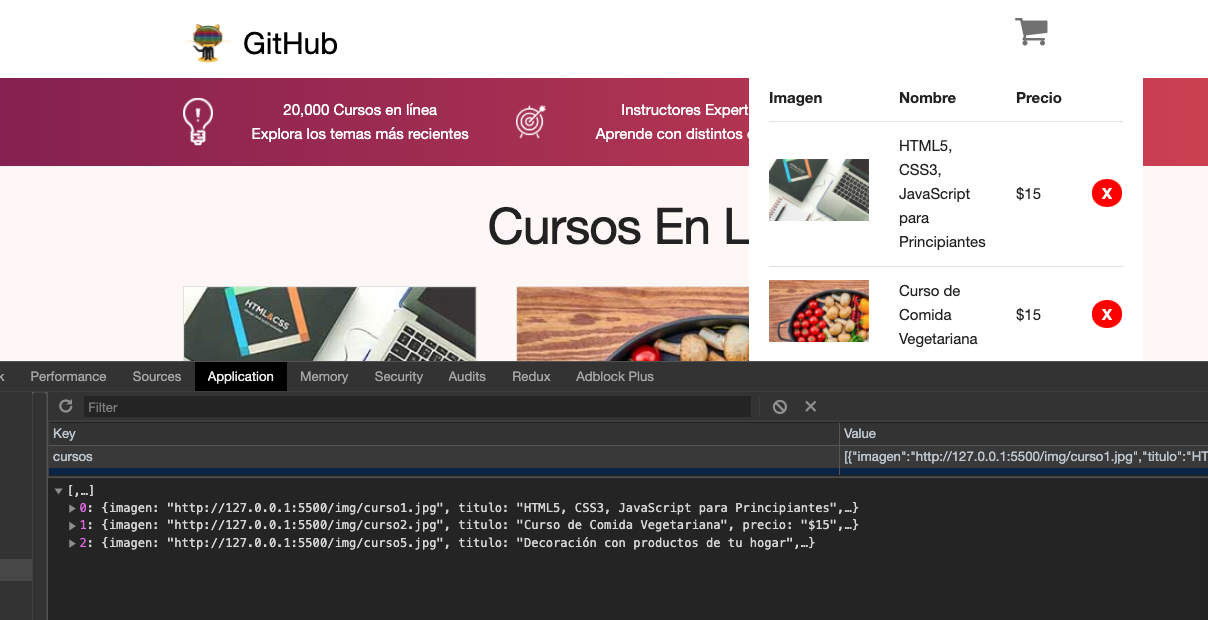 GitHub
20,000 Cursos en línea
Explora los temas más recientes
Instructores Expert
Aprende con distintos
Imagen Nombre Precio
HTML5,
CSS3,
JavaScript
para
Principiantes
$15
X
Curso de
Comida
Vegetariana
$15
X
Cursos En L
HTML&CSS
Performance Sources Application Memory Security Audits Redux Adblock Plus
Filter
Key Value
cursos [{"imagen":"http://127.0.0.1:5500/img/curso1.jpg","titulo":"HT
[,…]
0: {imagen: "http://127.0.0.1:5500/img/curso1.jpg", titulo: "HTML5, CSS3, JavaScript para Principiantes",…}
1: {imagen: "http://127.0.0.1:5500/img/curso2.jpg", titulo: "Curso de Comida Vegetariana", precio: "$15",…}
2: {imagen: "http://127.0.0.1:5500/img/curso5.jpg", titulo: "Decoración con productos de tu hogar",…}